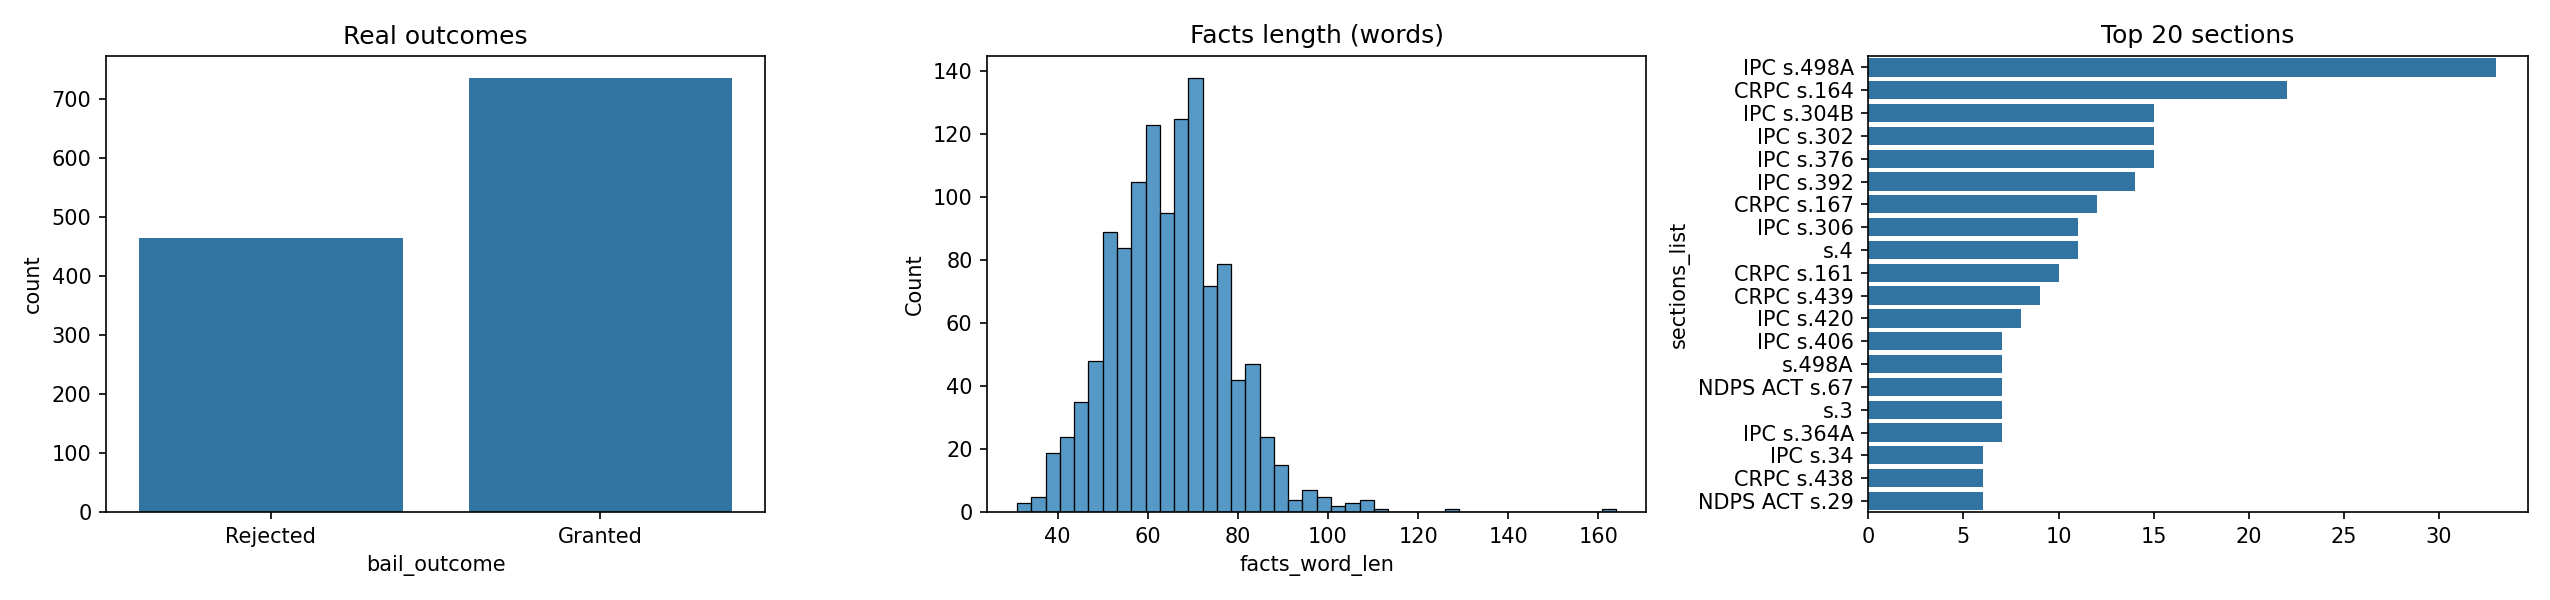 Real outcomes
count
700
600
500
400
300
200
100
0
Rejected Granted
bail_outcome
Facts length (words)
Count
140
120
100
80
60
40
20
0
40 60 80 100 120 140 160
facts_word_len
Top 20 sections
sections_list
IPC s.498A
CRPC s.164
IPC s.304B
IPC s.302
IPC s.376
IPC s.392
CRPC s.167
IPC s.306
s.4
CRPC s.161
CRPC s.439
IPC s.420
IPC s.406
s.498A
NDPS ACT s.67
s.3
IPC s.364A
IPC s.34
CRPC s.438
NDPS ACT s.29
0 5 10 15 20 25 30